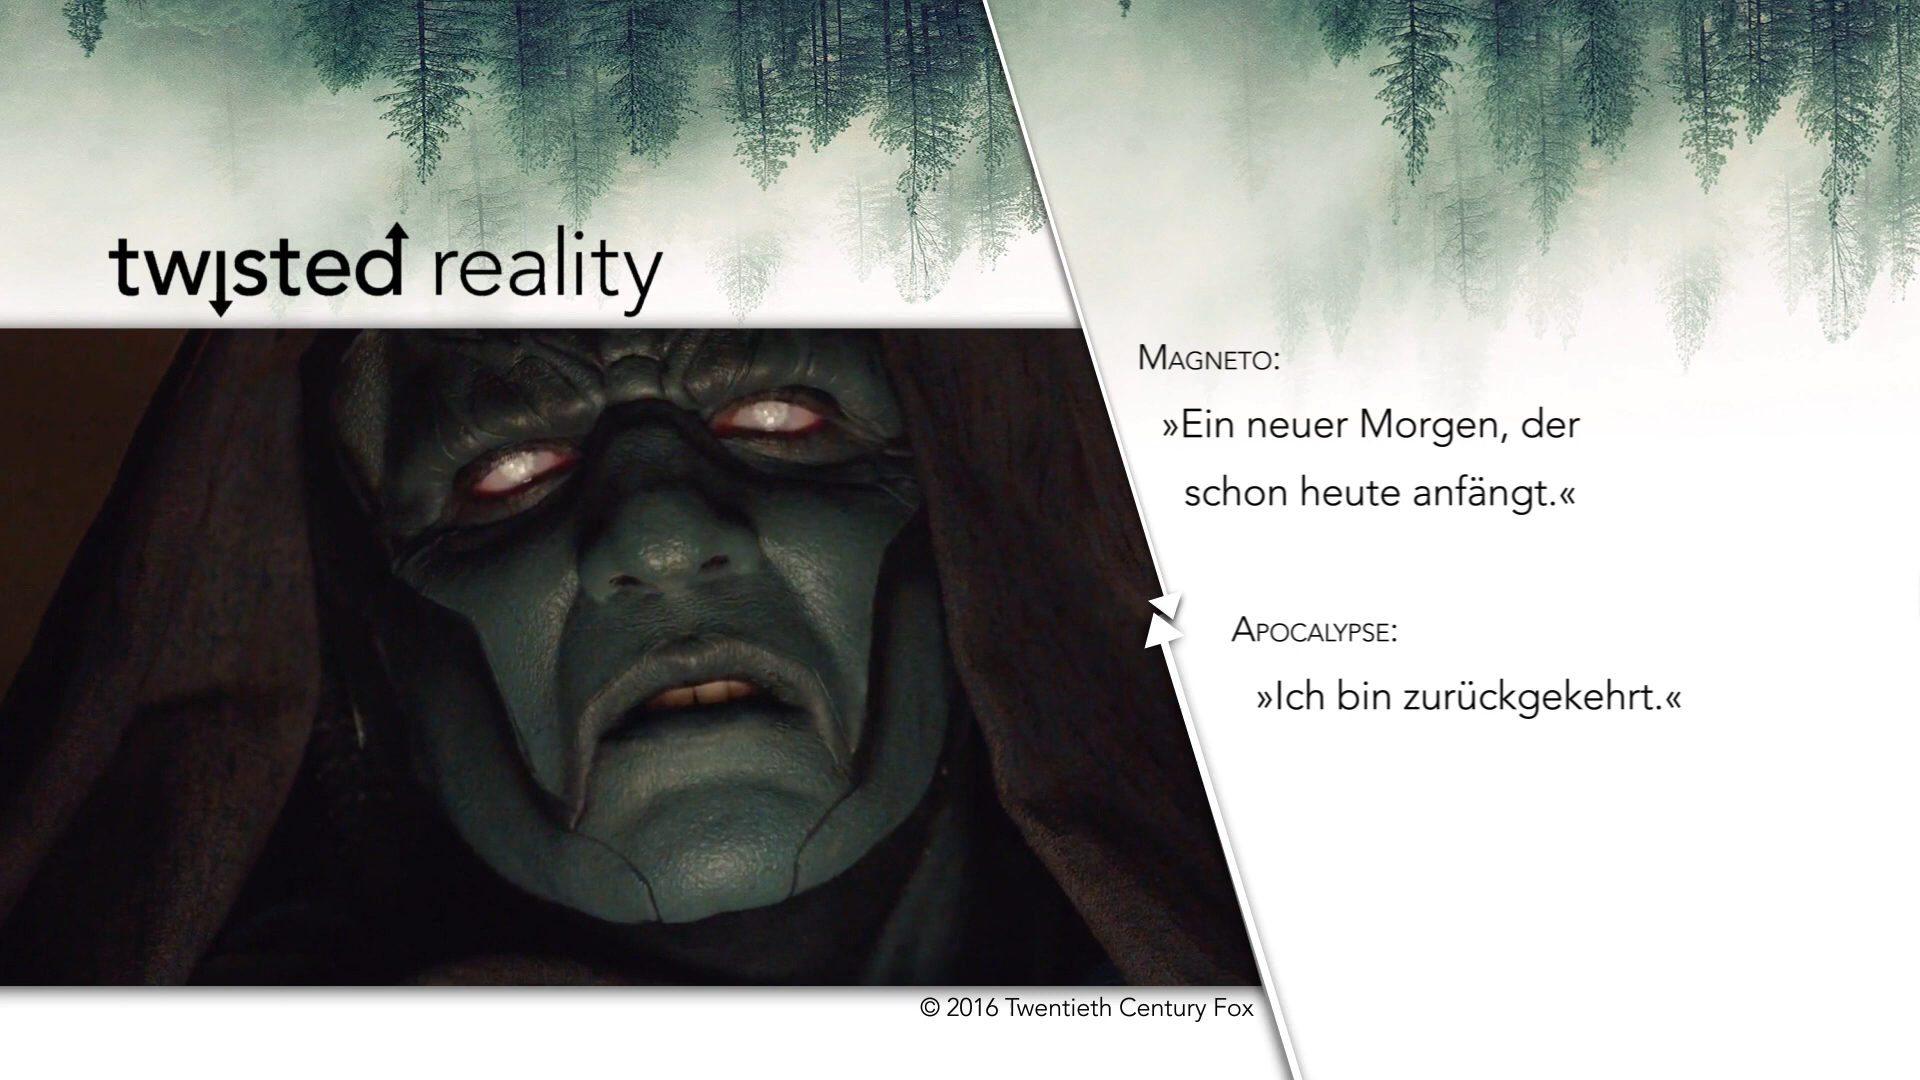 twisted reality
Magneto:
»Ein neuer Morgen, der
schon heute anfängt.«
Apocalypse:
»Ich bin zurückgekehrt.«
© 2016 Twentieth Century Fox